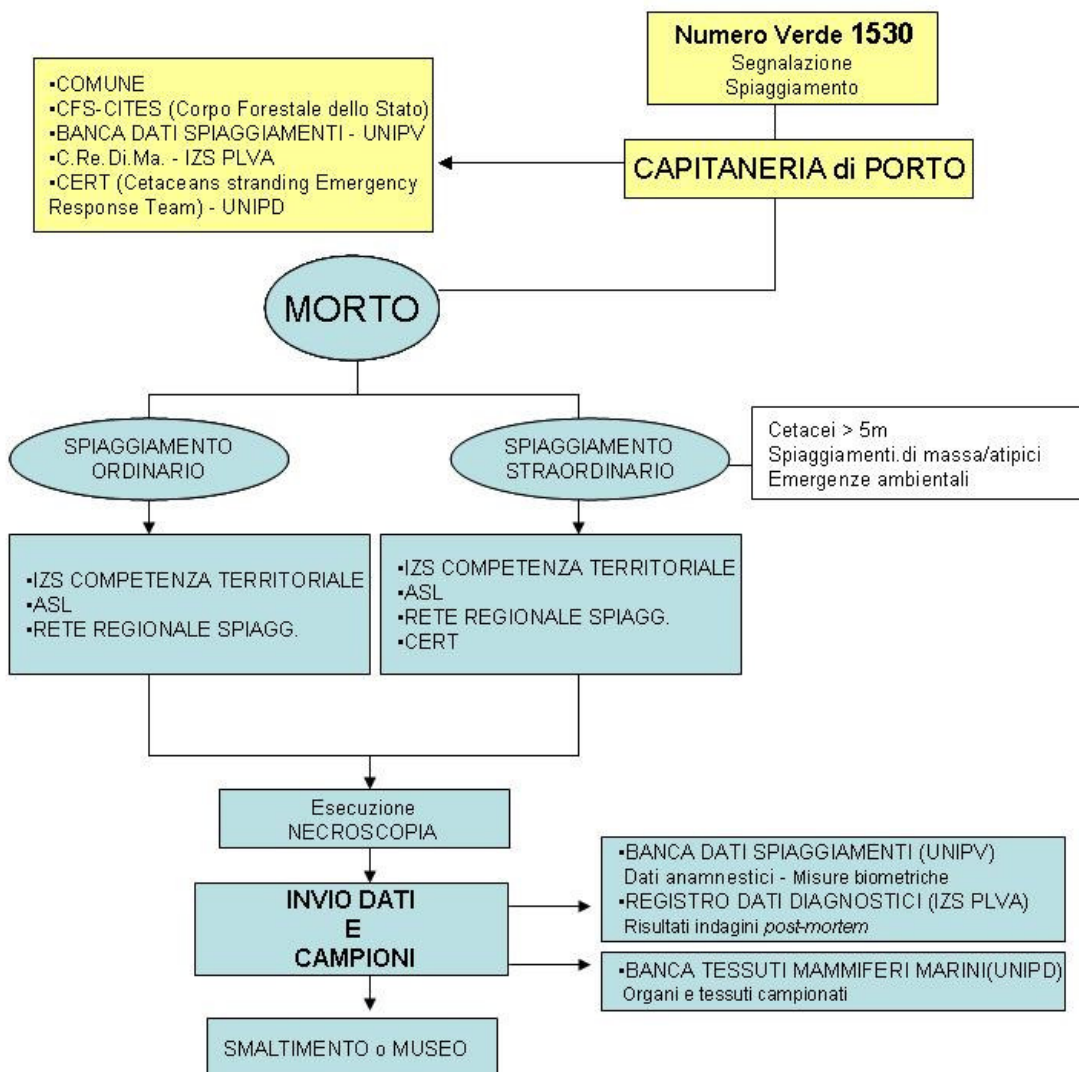 Numero Verde 1530
Segnalazione
Spiaggiamento
CAPITANERIA di PORTO
▪COMUNE
▪CFS-CITES (Corpo Forestale dello Stato)
▪BANCA DATI SPIAGGIAMENTI - UNIPV
▪C.Re.Di.Ma. - IZS PLVA
▪CERT (Cetaceans stranding Emergency
Response Team) - UNIPD
MORTO
SPIAGGIAMENTO
ORDINARIO
SPIAGGIAMENTO
STRAORDINARIO
Cetacei > 5m
Spiaggiamenti.di massa/atipici
Emergenze ambientali
▪IZS COMPETENZA TERRITORIALE
▪ASL
▪RETE REGIONALE SPIAGG.
▪IZS COMPETENZA TERRITORIALE
▪ASL
▪RETE REGIONALE SPIAGG.
▪CERT
Esecuzione
NECROSCOPIA
INVIO DATI
E
CAMPIONI
▪BANCA DATI SPIAGGIAMENTI (UNIPV)
Dati anamnestici - Misure biometriche
▪REGISTRO DATI DIAGNOSTICI (IZS PLVA)
Risultati indagini post-mortem
▪BANCA TESSUTI MAMMIFERI MARINI(UNIPD)
Organi e tessuti campionati
SMALTIMENTO o MUSEO